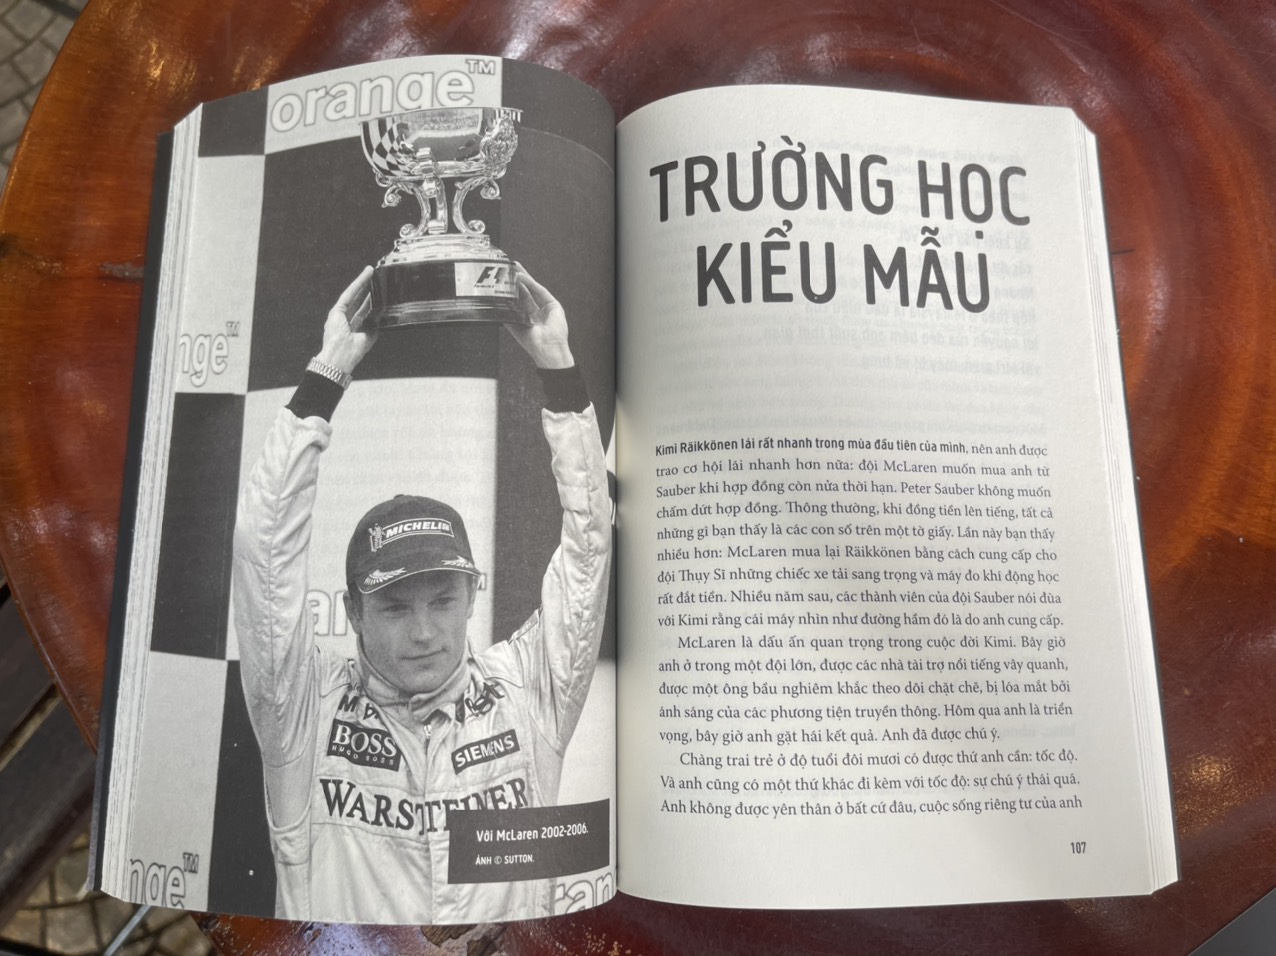 orange™
F1
nge™
MICHELIN
BOSS
HUGO BOSS
SIEMENS
WARSTEINER
Với McLaren 2002-2006.
ẢNH © SUTTON.
nge™
TRƯỜNG HỌC
KIỂU MẪU
Kimi Räikkönen lái rất nhanh trong mùa đầu tiên của mình, nên anh được
trao cơ hội lái nhanh hơn nữa: đội McLaren muốn mua anh từ
Sauber khi hợp đồng còn nửa thời hạn. Peter Sauber không muốn
chấm dứt hợp đồng. Thông thường, khi đồng tiền lên tiếng, tất cả
những gì bạn thấy là các con số trên một tờ giấy. Lần này bạn thấy
nhiều hơn: McLaren mua lại Räikkönen bằng cách cung cấp cho
đội Thụy Sĩ những chiếc xe tải sang trọng và máy đo khí động học
rất đắt tiền. Nhiều năm sau, các thành viên của đội Sauber nói đùa
với Kimi rằng cái máy nhìn như đường hầm đó là do anh cung cấp.
McLaren là dấu ấn quan trọng trong cuộc đời Kimi. Bây giờ
anh ở trong một đội lớn, được các nhà tài trợ nổi tiếng vây quanh,
được một ông bầu nghiêm khắc theo dõi chặt chẽ, bị lóa mắt bởi
ánh sáng của các phương tiện truyền thông. Hôm qua anh là triển
vọng, bây giờ anh gặt hái kết quả. Anh đã được chú ý.
Chàng trai trẻ ở độ tuổi đôi mươi có được thứ anh cần: tốc độ.
Và anh cũng có một thứ khác đi kèm với tốc độ: sự chú ý thái quá.
Anh không được yên thân ở bất cứ đâu, cuộc sống riêng tư của anh
107